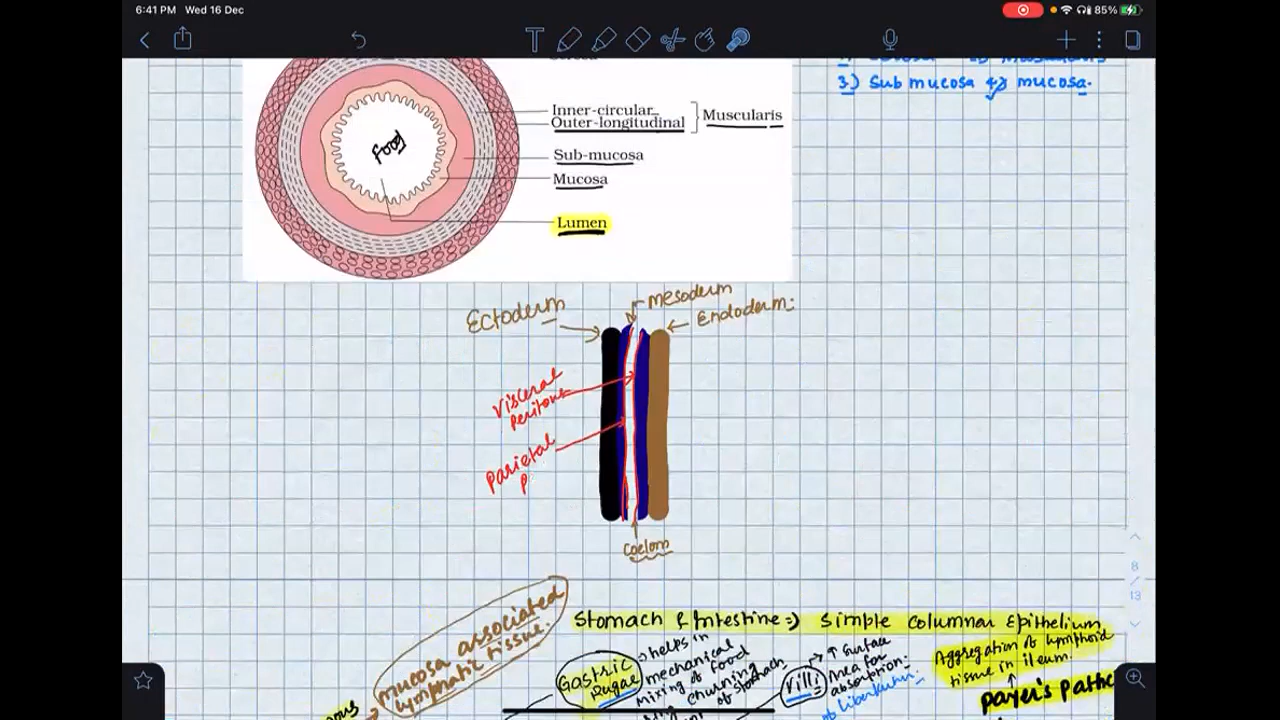 6:41 PM Wed 16 Dec
85%
3) Sub mucosa 4) mucosa.
Inner-circular
Outer-longitudinal
Muscularis
Sub-mucosa
Mucosa
Lumen
Food
Ectoderm
mesoderm
Endoderm
Visceral
Parietal
P
Coelom
8
/
13
mucosa associated
lymphatic tissue.
Stomach & Intestine => Simple columnar Epithelium
Gastric
rugae
helps in
mechanical
mixing of food
churning
of stomach
Villi
↑ Surface
area for
absorption.
Aggregation of lymphoid
tissue in ileum.